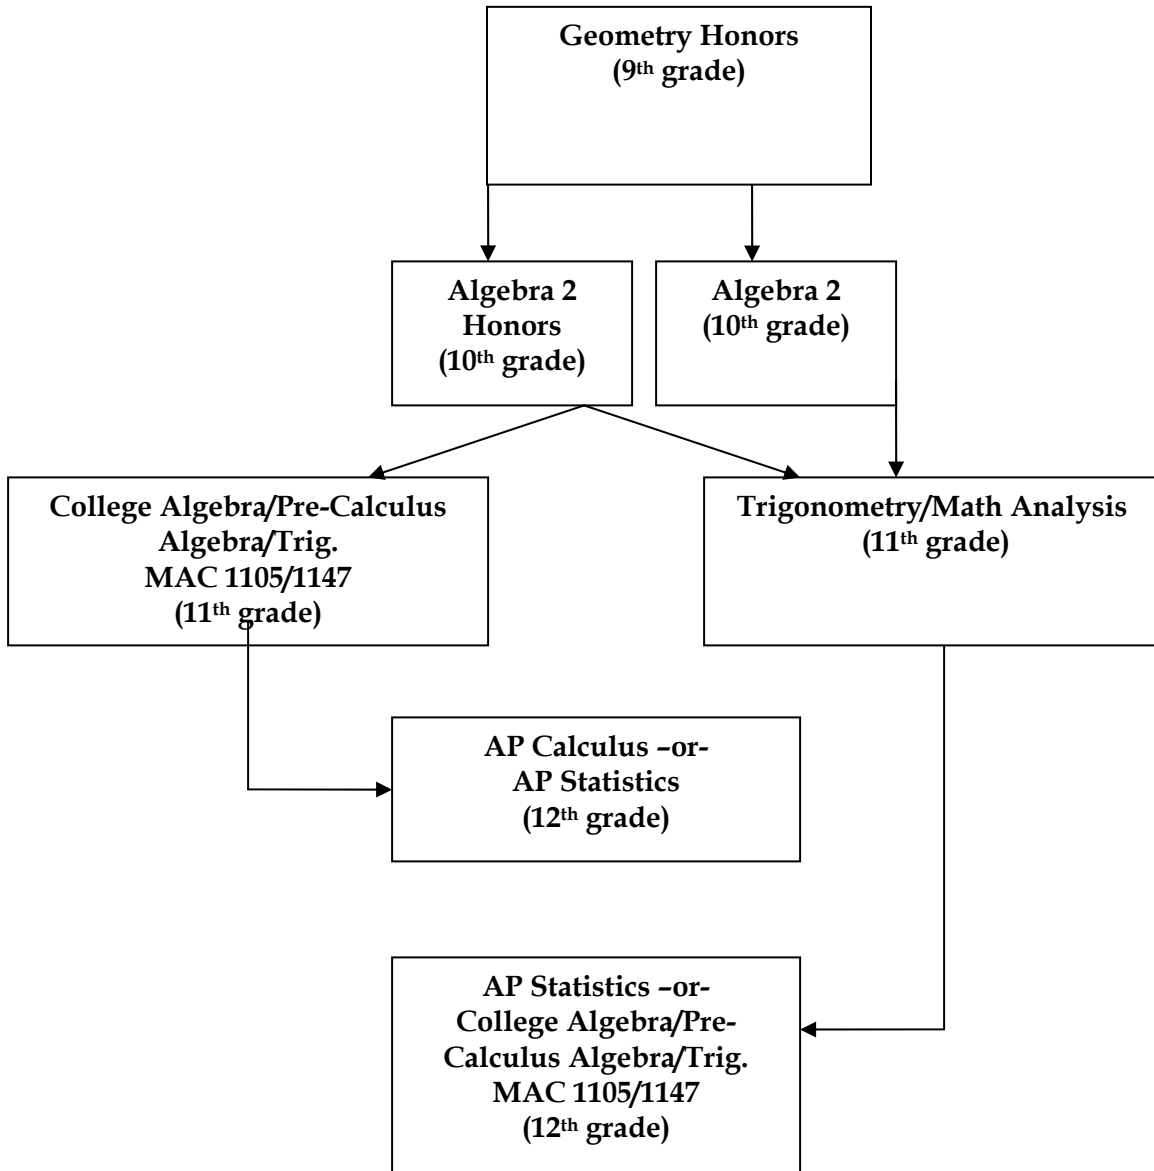 Geometry Honors
(9th grade)
Algebra 2
Honors
(10th grade)
Algebra 2
(10th grade)
College Algebra/Pre-Calculus
Algebra/Trig.
MAC 1105/1147
(11th grade)
Trigonometry/Math Analysis
(11th grade)
AP Calculus –or-
AP Statistics
(12th grade)
AP Statistics –or-
College Algebra/Pre-
Calculus Algebra/Trig.
MAC 1105/1147
(12th grade)